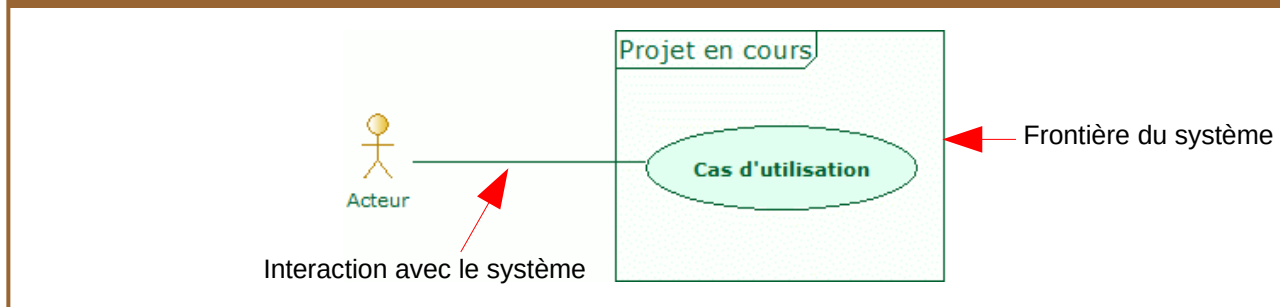 Projet en cours
Frontière du système
Cas d'utilisation
Acteur
Interaction avec le système